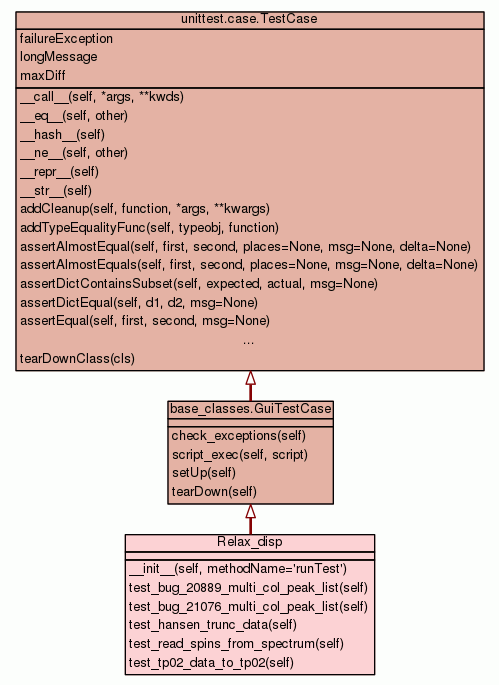 unittest.case.TestCase
failureException
longMessage
maxDiff
__call__(self, *args, **kwds)
__eq__(self, other)
__hash__(self)
__ne__(self, other)
__repr__(self)
__str__(self)
addCleanup(self, function, *args, **kwargs)
addTypeEqualityFunc(self, typeobj, function)
assertAlmostEqual(self, first, second, places=None, msg=None, delta=None)
assertAlmostEquals(self, first, second, places=None, msg=None, delta=None)
assertDictContainsSubset(self, expected, actual, msg=None)
assertDictEqual(self, d1, d2, msg=None)
assertEqual(self, first, second, msg=None)
...
tearDownClass(cls)
base_classes.GuiTestCase
check_exceptions(self)
script_exec(self, script)
setUp(self)
tearDown(self)
Relax_disp
__init__(self, methodName='runTest')
test_bug_20889_multi_col_peak_list(self)
test_bug_21076_multi_col_peak_list(self)
test_hansen_trunc_data(self)
test_read_spins_from_spectrum(self)
test_tp02_data_to_tp02(self)